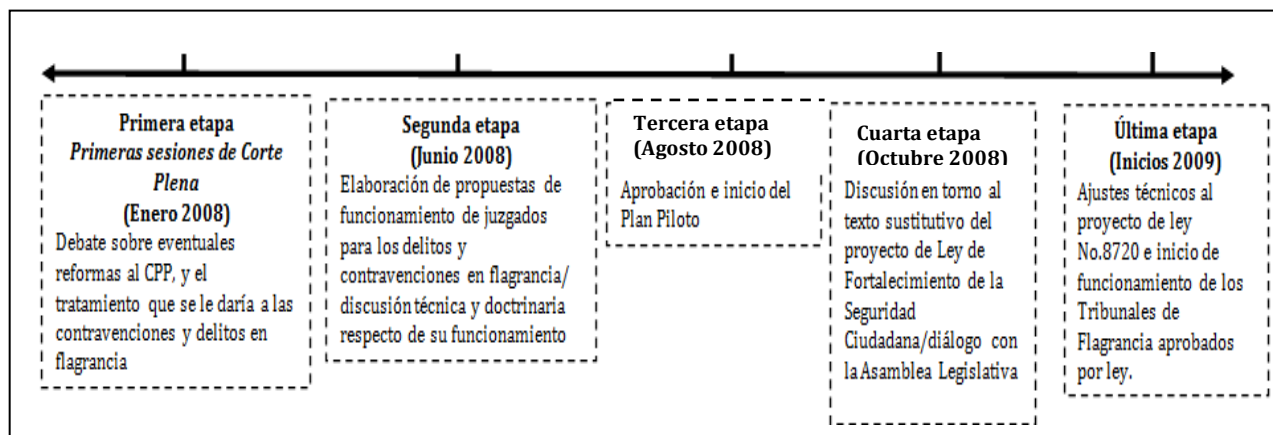 Primera etapa
Primeras sesiones de Corte
Plena
(Enero 2008)
Debate sobre eventuales
reformas al CPP, y el
tratamiento que se le daría a las
contravenciones y delitos en
flagrancia
Segunda etapa
(Junio 2008)
Elaboración de propuestas de
funcionamiento de juzgados
para los delitos y
contravenciones en flagrancia/
discusión técnica y doctrinaria
respecto de su funcionamiento
Tercera etapa
(Agosto 2008)
Aprobación e inicio del
Plan Piloto
Cuarta etapa
(Octubre 2008)
Discusión en torno al
texto sustitutivo del
proyecto de Ley de
Fortalecimiento de la
Seguridad
Ciudadana/diálogo con
la Asamblea Legislativa
Última etapa
(Inicios 2009)
Ajustes técnicos al
proyecto de ley
No.8720 e inicio de
funcionamiento de los
Tribunales de
Flagrancia aprobados
por ley.